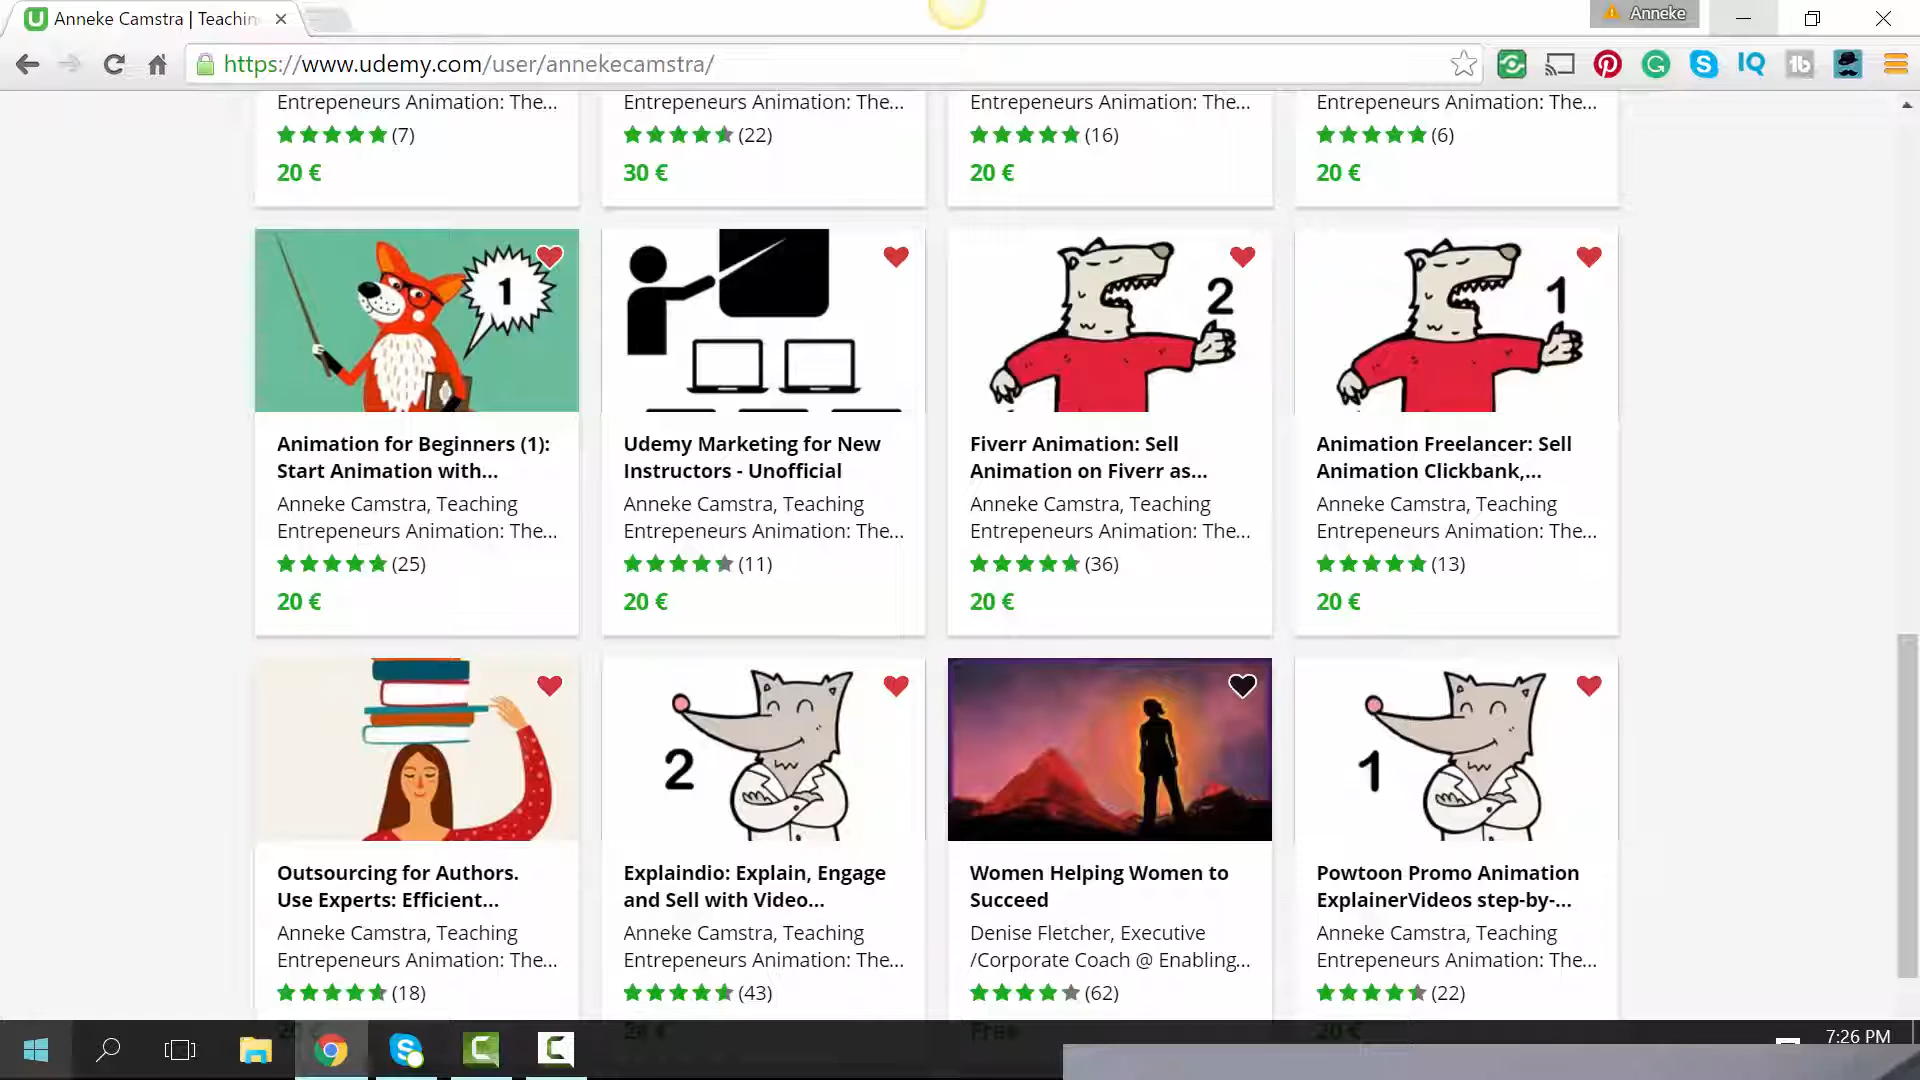 Anneke Camstra | Teachin
Anneke
https://www.udemy.com/user/annekecamstra/
IQ
Entrepeneurs Animation: The...
(7)
20 €
Entrepeneurs Animation: The...
(22)
30 €
Entrepeneurs Animation: The...
(16)
20 €
Entrepeneurs Animation: The...
(6)
20 €
1
Animation for Beginners (1):
Start Animation with...
Anneke Camstra, Teaching
Entrepeneurs Animation: The...
(25)
20 €
Udemy Marketing for New
Instructors - Unofficial
Anneke Camstra, Teaching
Entrepeneurs Animation: The...
(11)
20 €
2
Fiverr Animation: Sell
Animation on Fiverr as...
Anneke Camstra, Teaching
Entrepeneurs Animation: The...
(36)
20 €
1
Animation Freelancer: Sell
Animation Clickbank,...
Anneke Camstra, Teaching
Entrepeneurs Animation: The...
(13)
20 €
Outsourcing for Authors.
Use Experts: Efficient...
Anneke Camstra, Teaching
Entrepeneurs Animation: The...
(18)
2
Explaindio: Explain, Engage
and Sell with Video...
Anneke Camstra, Teaching
Entrepeneurs Animation: The...
(43)
Women Helping Women to
Succeed
Denise Fletcher, Executive
/Corporate Coach @ Enabling...
(62)
Free
1
Powtoon Promo Animation
ExplainerVideos step-by-...
Anneke Camstra, Teaching
Entrepeneurs Animation: The...
(22)
20 €
7:26 PM